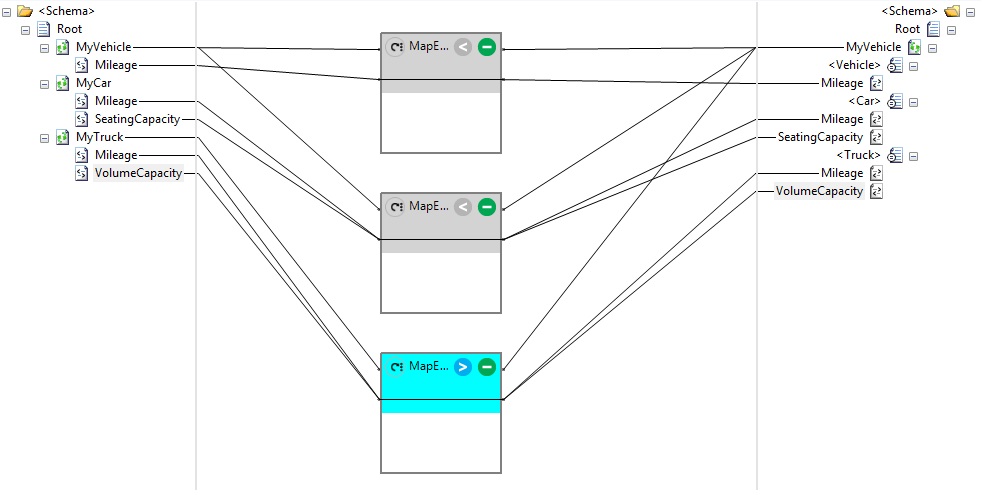 <Schema>
Root
MyVehicle
Mileage
MyCar
Mileage
SeatingCapacity
MyTruck
Mileage
VolumeCapacity
MapE...
MapE...
MapE...
<Schema>
Root
MyVehicle
<Vehicle>
Mileage
<Car>
Mileage
SeatingCapacity
<Truck>
Mileage
VolumeCapacity